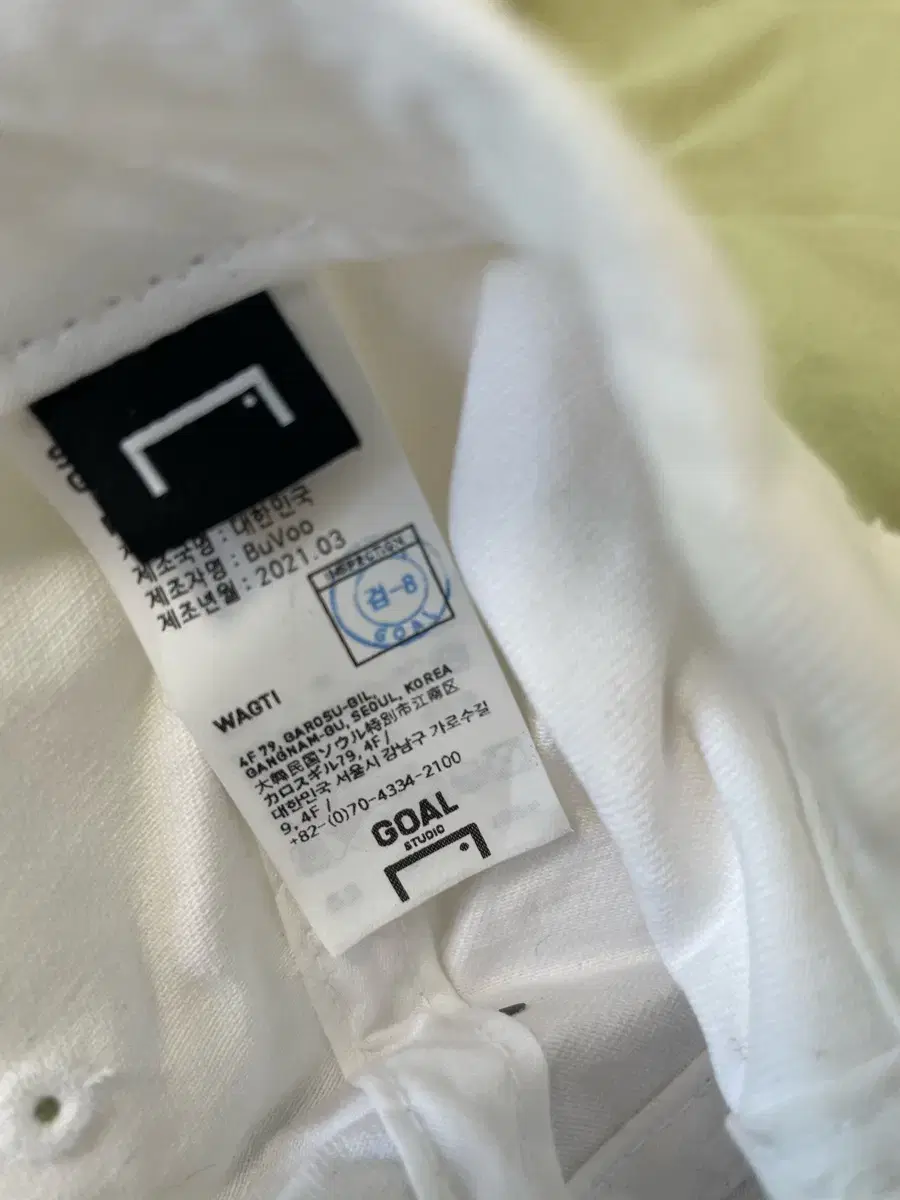 제조국명 : 대한민국
제조자명 : BuVoo
제조년월 : 2021.03
INSPECTION
검-8
GOAL
WAGTI
4F 79, GAROSU-GIL,
GANGNAM-GU, SEOUL, KOREA
大韓民国ソウル特別市江南区
カロスギル79, 4F /
대한민국 서울시 강남구 가로수길
9, 4F /
+82-(0)70-4334-2100
GOAL
STUDIO